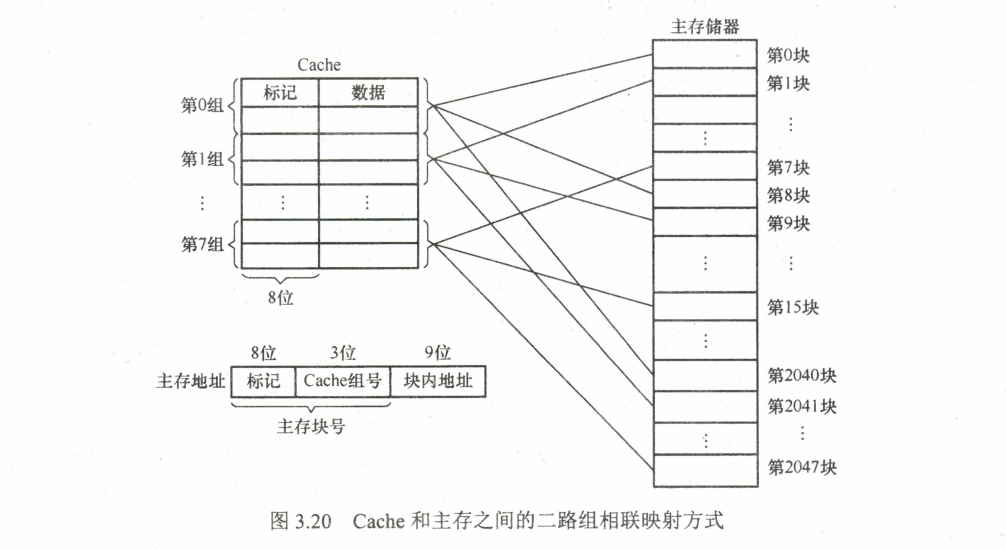 主存储器
Cache
标记 数据
第0组
第1组
⋮ ⋮ ⋮
第7组
8位
第0块
第1块
⋮ ⋮
第7块
第8块
第9块
⋮ ⋮
第15块
⋮
第2040块
第2041块
⋮ ⋮
第2047块
8位 3位 9位
主存地址 标记 Cache组号 块内地址
主存块号
图 3.20 Cache 和主存之间的二路组相联映射方式